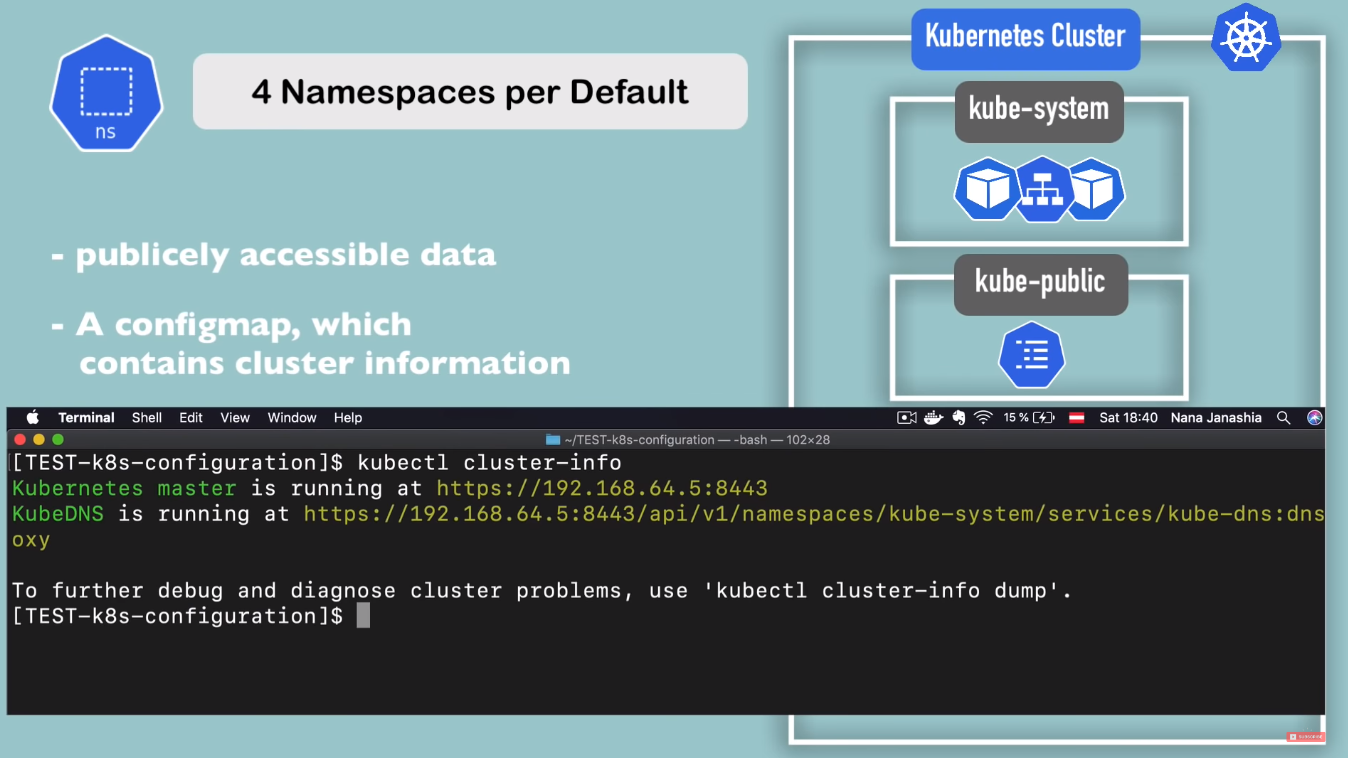 4 Namespaces per Default
ns
- publicely accessible data
- A configmap, which
contains cluster information
Kubernetes Cluster
kube-system
kube-public
Terminal Shell Edit View Window Help 15 % Sat 18:40 Nana Janashia
~/TEST-k8s-configuration — -bash — 102×28
[TEST-k8s-configuration]$ kubectl cluster-info
Kubernetes master is running at https://192.168.64.5:8443
KubeDNS is running at https://192.168.64.5:8443/api/v1/namespaces/kube-system/services/kube-dns:dns
oxy
To further debug and diagnose cluster problems, use 'kubectl cluster-info dump'.
[TEST-k8s-configuration]$
SUBSCRIBE